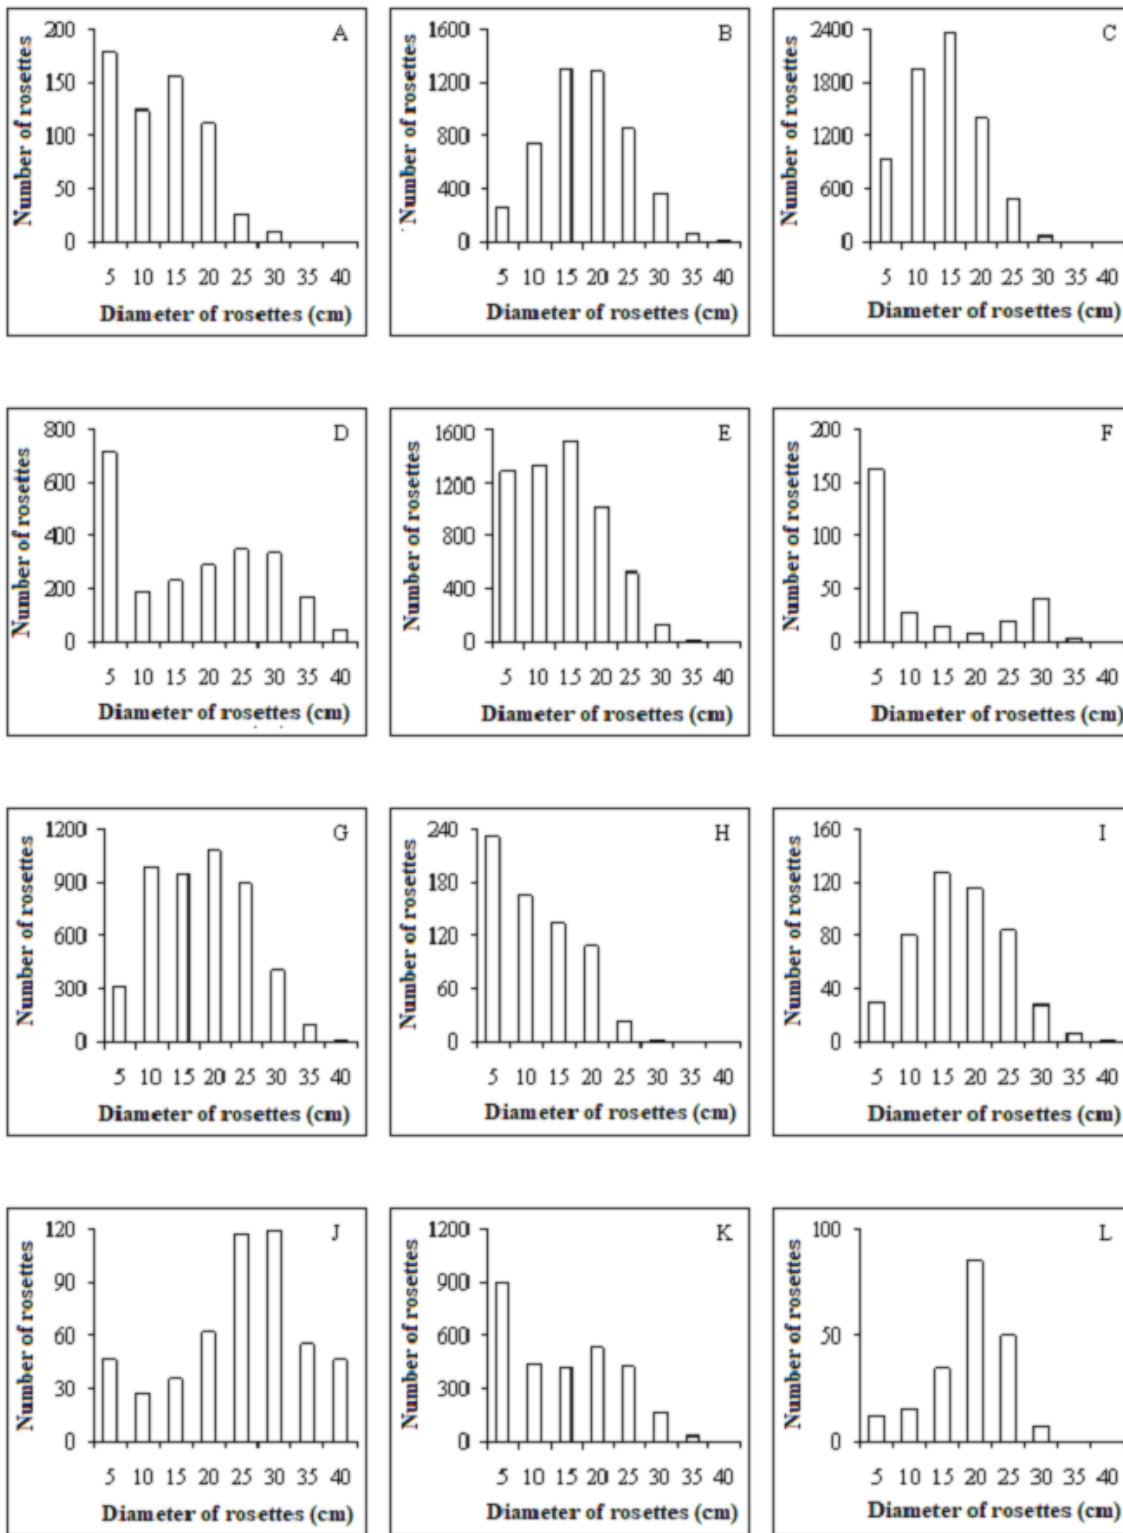 A
Number of rosettes
200
150
100
50
0
5 10 15 20 25 30 35 40
Diameter of rosettes (cm)
B
Number of rosettes
1600
1200
800
400
0
5 10 15 20 25 30 35 40
Diameter of rosettes (cm)
C
Number of rosettes
2400
1800
1200
600
0
5 10 15 20 25 30 35 40
Diameter of rosettes (cm)
D
Number of rosettes
800
600
400
200
0
5 10 15 20 25 30 35 40
Diameter of rosettes (cm)
E
Number of rosettes
1600
1200
800
400
0
5 10 15 20 25 30 35 40
Diameter of rosettes (cm)
F
Number of rosettes
200
150
100
50
0
5 10 15 20 25 30 35 40
Diameter of rosettes (cm)
G
Number of rosettes
1200
900
600
300
0
5 10 15 20 25 30 35 40
Diameter of rosettes (cm)
H
Number of rosettes
240
180
120
60
0
5 10 15 20 25 30 35 40
Diameter of rosettes (cm)
I
Number of rosettes
160
120
80
40
0
5 10 15 20 25 30 35 40
Diameter of rosettes (cm)
J
Number of rosettes
120
90
60
30
0
5 10 15 20 25 30 35 40
Diameter of rosettes (cm)
K
Number of rosettes
1200
900
600
300
0
5 10 15 20 25 30 35 40
Diameter of rosettes (cm)
L
Number of rosettes
100
50
0
5 10 15 20 25 30 35 40
Diameter of rosettes (cm)